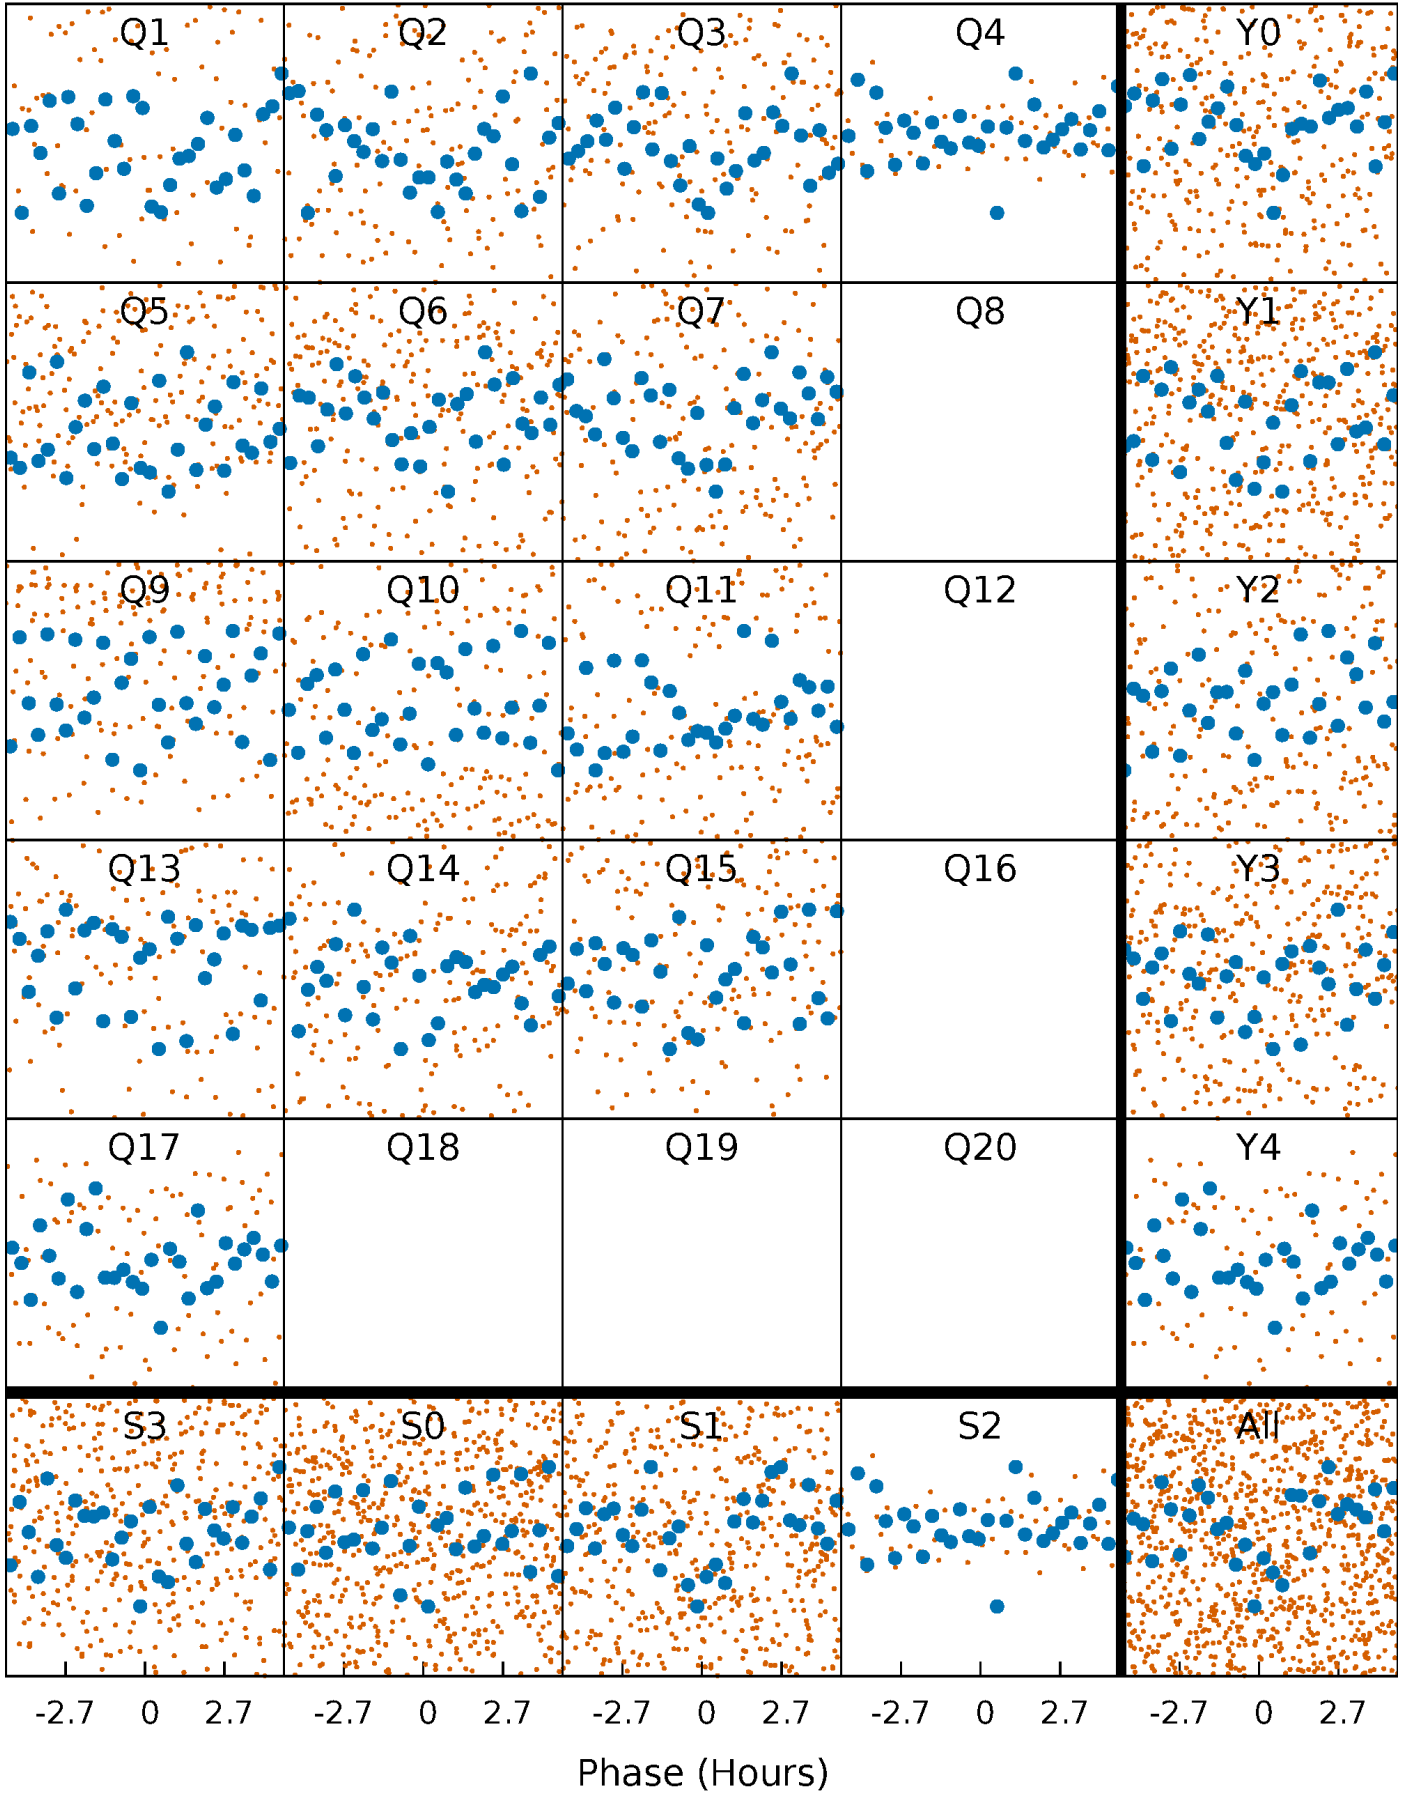 Q1 Q2 Q3 Q4 Y0
Q5 Q6 Q7 Q8 Y1
Q9 Q10 Q11 Q12 Y2
Q13 Q14 Q15 Q16 Y3
Q17 Q18 Q19 Q20 Y4
S3 S0 S1 S2 All
-2.7 0 2.7 -2.7 0 2.7 -2.7 0 2.7 -2.7 0 2.7 -2.7 0 2.7
Phase (Hours)